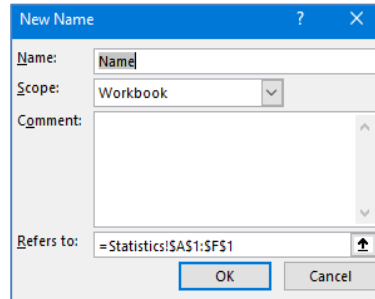 New Name ? ×
Name: Name
Scope: Workbook
Comment:
Refers to: =Statistics!$A$1:$F$1
OK Cancel